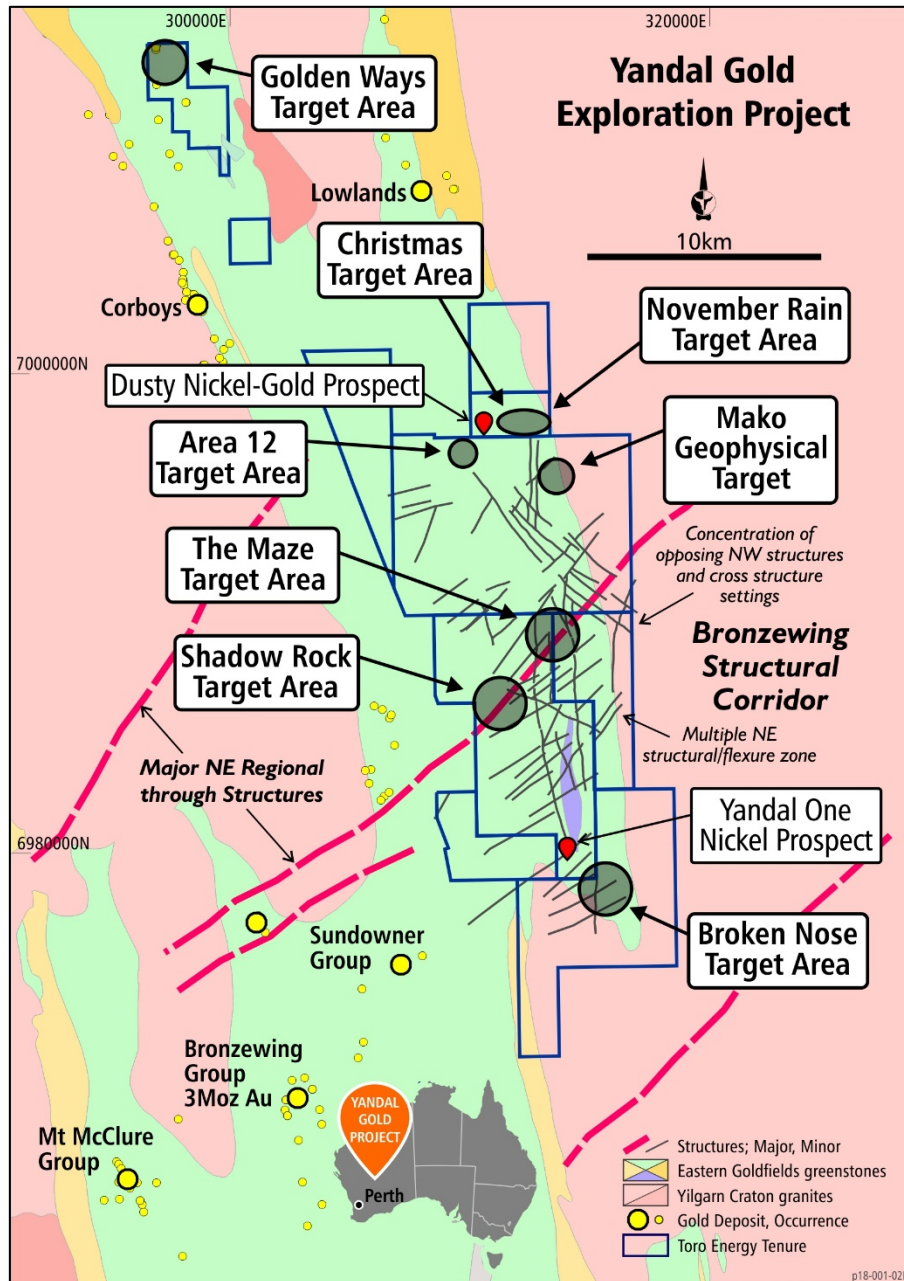 300000E
320000E
Yandal Gold
Exploration Project
Golden Ways
Target Area
Lowlands
10km
Christmas
Target Area
Corboys
November Rain
Target Area
7000000N
Dusty Nickel-Gold Prospect
Mako
Geophysical
Target
Area 12
Target Area
Concentration of
opposing NW structures
and cross structure
settings
The Maze
Target Area
Bronzewing
Structural
Corridor
Shadow Rock
Target Area
Multiple NE
structural/flexure zone
Major NE Regional
through Structures
Yandal One
Nickel Prospect
6980000N
Broken Nose
Target Area
Sundowner
Group
Bronzewing
Group
3Moz Au
YANDAL
GOLD
PROJECT
Mt McClure
Group
Perth
Structures; Major, Minor
Eastern Goldfields greenstones
Yilgarn Craton granites
Gold Deposit, Occurrence
Toro Energy Tenure